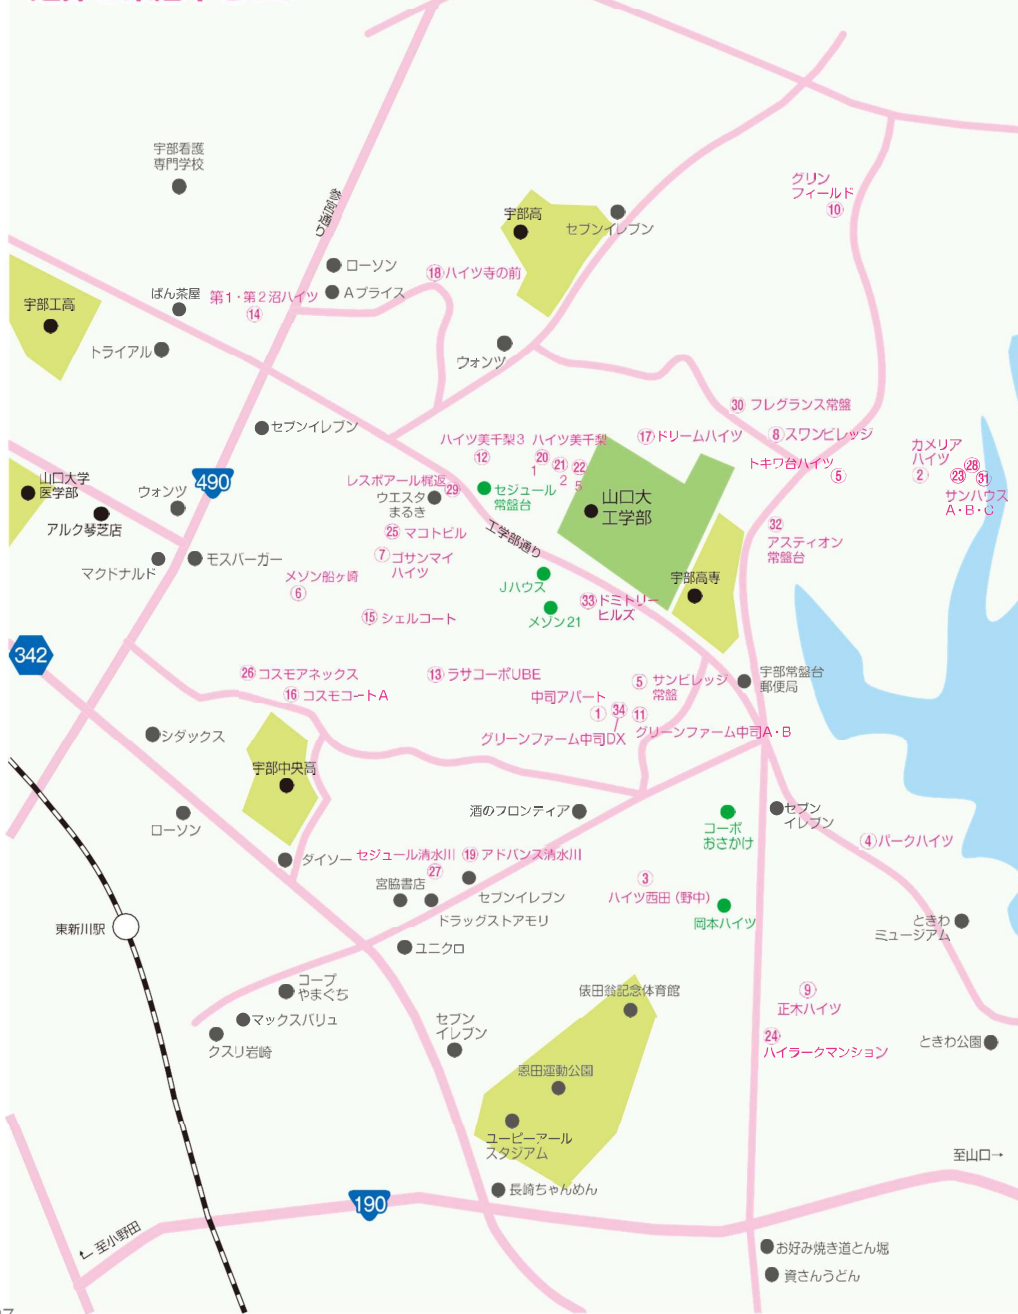 宇部看護
専門学校
参宮通り
グリン
フィールド
10
宇部高
セブンイレブン
ローソン
Aプライス
18 ハイツ寺の前
宇部工高
ばん茶屋
第1・第2沼ハイツ
14
トライアル
ウォンツ
30 フレグランス常盤
セブンイレブン
ハイツ美千梨3
12
ハイツ美千梨
20
1
21
2
22
5
17 ドリームハイツ
8 スワンビレッジ
トキワ台ハイツ
5
カメリア
ハイツ
2
23
28
31
サンハウス
A・B・C
山口大学
医学部
ウォンツ
490
レスポアール梶返
29
ウエスタ
まるき
セジュール
常盤台
山口大
工学部
アルク琴芝店
25 マコトビル
工学部通り
32
アスティオン
常盤台
マクドナルド
モスバーガー
7 ゴサンマイ
ハイツ
メゾン船ヶ崎
6
Jハウス
宇部高専
15 シェルコート
メゾン21
33 ドミトリー
ヒルズ
342
26 コスモアネックス
16 コスモコートA
13 ラサコーポUBE
5 サンビレッジ
常盤
宇部常盤台
郵便局
中司アパート
1
34
11
グリーンファーム中司DX
グリーンファーム中司A・B
シダックス
宇部中央高
ローソン
酒のフロンティア
コーポ
おさかけ
セブン
イレブン
4 パークハイツ
ダイソー
セジュール清水川
27
19 アドバンス清水川
宮脇書店
セブンイレブン
3
ハイツ西田(野中)
ドラッグストアモリ
岡本ハイツ
東新川駅
ときわ
ミュージアム
ユニクロ
コープ
やまぐち
俵田翁記念体育館
9
正木ハイツ
マックスバリュ
クスリ岩崎
セブン
イレブン
24
ハイラークマンション
ときわ公園
恩田運動公園
ユーピーアール
スタジアム
至山口→
長崎ちゃんめん
190
←至小野田
お好み焼き道とん堀
資さんうどん